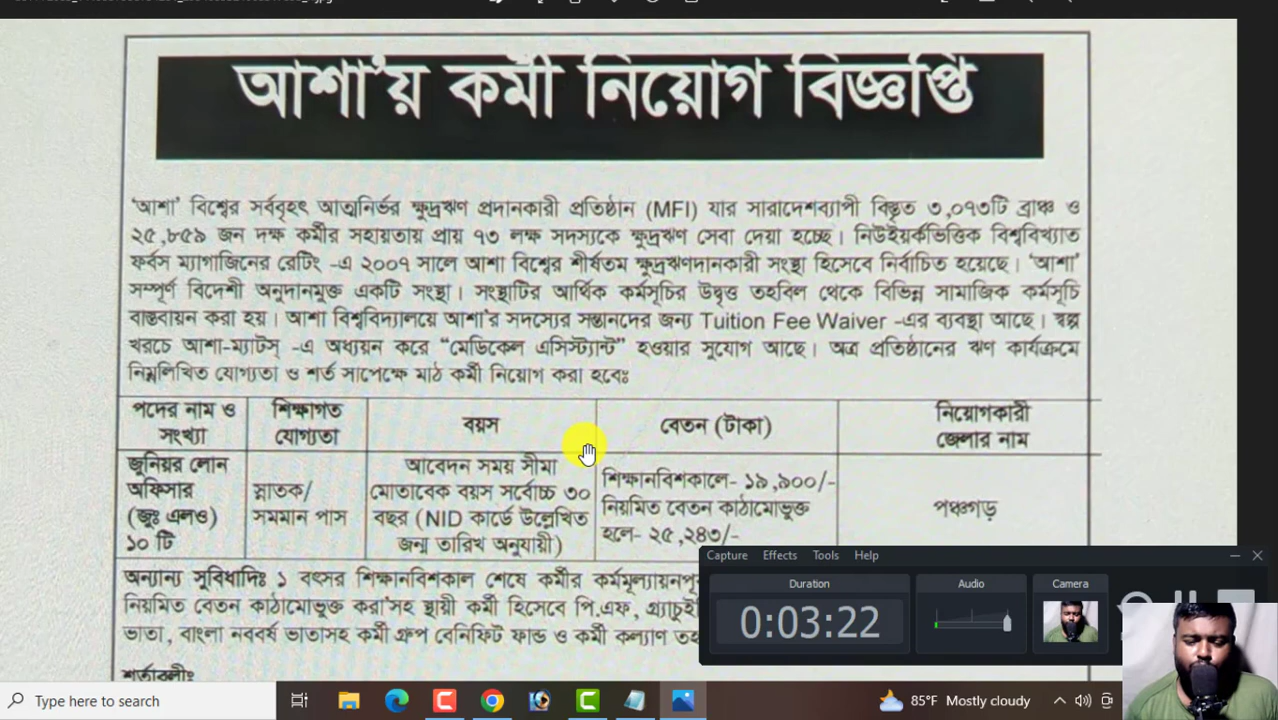 আশা'য় কর্মী নিয়োগ বিজ্ঞপ্তি
'আশা' বিশ্বের সর্ববৃহৎ আত্মনির্ভর ক্ষুদ্রঋণ প্রদানকারী প্রতিষ্ঠান (MFI) যার সারাদেশব্যাপী বিস্তৃত ৩,০৭৩টি ব্রাঞ্চ ও
২৫,৮৫৯ জন দক্ষ কর্মীর সহায়তায় প্রায় ৭৩ লক্ষ সদস্যকে ক্ষুদ্রঋণ সেবা দেয়া হচ্ছে। নিউইয়র্কভিত্তিক বিশ্ববিখ্যাত
ফর্বস ম্যাগাজিনের রেটিং -এ ২০০৭ সালে আশা বিশ্বের শীর্ষতম ক্ষুদ্রঋণদানকারী সংস্থা হিসেবে নির্বাচিত হয়েছে। 'আশা'
সম্পূর্ণ বিদেশী অনুদানমুক্ত একটি সংস্থা। সংস্থাটির আর্থিক কর্মসূচির উদ্বৃত্ত তহবিল থেকে বিভিন্ন সামাজিক কর্মসূচি
বাস্তবায়ন করা হয়। আশা বিশ্ববিদ্যালয়ে আশা'র সদস্যের সন্তানদের জন্য Tuition Fee Waiver -এর ব্যবস্থা আছে। স্বল্প
খরচে আশা-ম্যাটস্ -এ অধ্যয়ন করে “মেডিকেল এসিস্ট্যান্ট” হওয়ার সুযোগ আছে। অত্র প্রতিষ্ঠানের ঋণ কার্যক্রমে
নিম্নলিখিত যোগ্যতা ও শর্ত সাপেক্ষে মাঠ কর্মী নিয়োগ করা হবেঃ
পদের নাম ও
সংখ্যা
শিক্ষাগত
যোগ্যতা
বয়স
বেতন (টাকা)
নিয়োগকারী
জেলার নাম
জুনিয়র লোন
অফিসার
(জুঃ এলও)
১০ টি
স্নাতক/
সমমান পাস
আবেদন সময় সীমা
মোতাবেক বয়স সর্বোচ্চ ৩০
বছর (NID কার্ডে উল্লেখিত
জন্ম তারিখ অনুযায়ী)
শিক্ষানবিশকালে- ১৯,৯০০/-
নিয়মিত বেতন কাঠামোভুক্ত
হলে- ২৫,২৪৩/-
পঞ্চগড়
অন্যান্য সুবিধাদিঃ ১ বৎসর শিক্ষানবিশকাল শেষে কর্মীর
নিয়মিত বেতন কাঠামোভুক্ত করা'সহ স্থায়ী কর্মী হিসেবে পি.এফ,
ভাতা, বাংলা নববর্ষ ভাতাসহ কর্মী গ্রুপ বেনিফিট ফান্ড ও কর্মী কল্যাণ
শর্তাবলীঃ
Capture Effects Tools Help
Duration
Audio
Camera
0:03:22
Type here to search
85°F Mostly cloudy